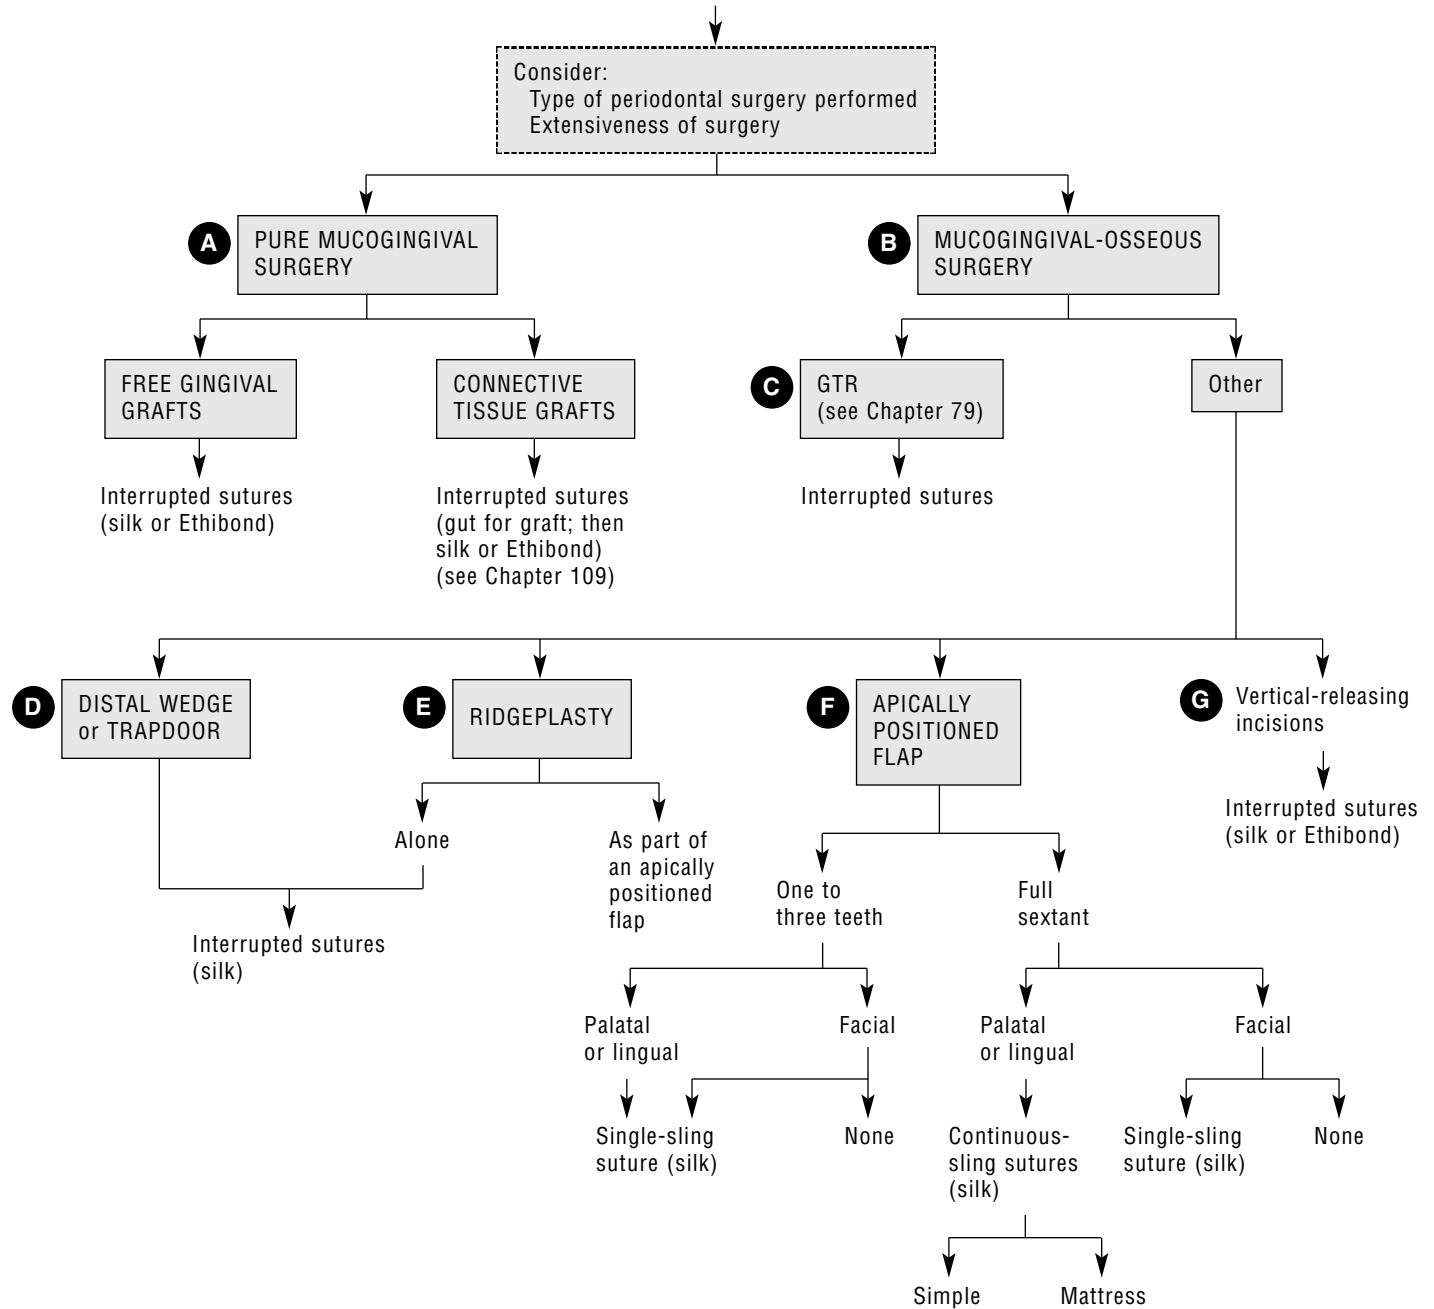 Consider:
Type of periodontal surgery performed
Extensiveness of surgery
A
PURE MUCOGINGIVAL
SURGERY
B
MUCOGINGIVAL-OSSEOUS
SURGERY
FREE GINGIVAL
GRAFTS
CONNECTIVE
TISSUE GRAFTS
C
GTR
(see Chapter 79)
Other
Interrupted sutures
(silk or Ethibond)
Interrupted sutures
(gut for graft; then
silk or Ethibond)
(see Chapter 109)
Interrupted sutures
D
DISTAL WEDGE
or TRAPDOOR
E
RIDGEPLASTY
F
APICALLY
POSITIONED
FLAP
G
Vertical-releasing
incisions
Interrupted sutures
(silk or Ethibond)
Alone
As part of
an apically
positioned
flap
Interrupted sutures
(silk)
One to
three teeth
Full
sextant
Palatal
or lingual
Facial
Palatal
or lingual
Facial
Single-sling
suture (silk)
None
Continuous-
sling sutures
(silk)
Single-sling
suture (silk)
None
Simple
Mattress